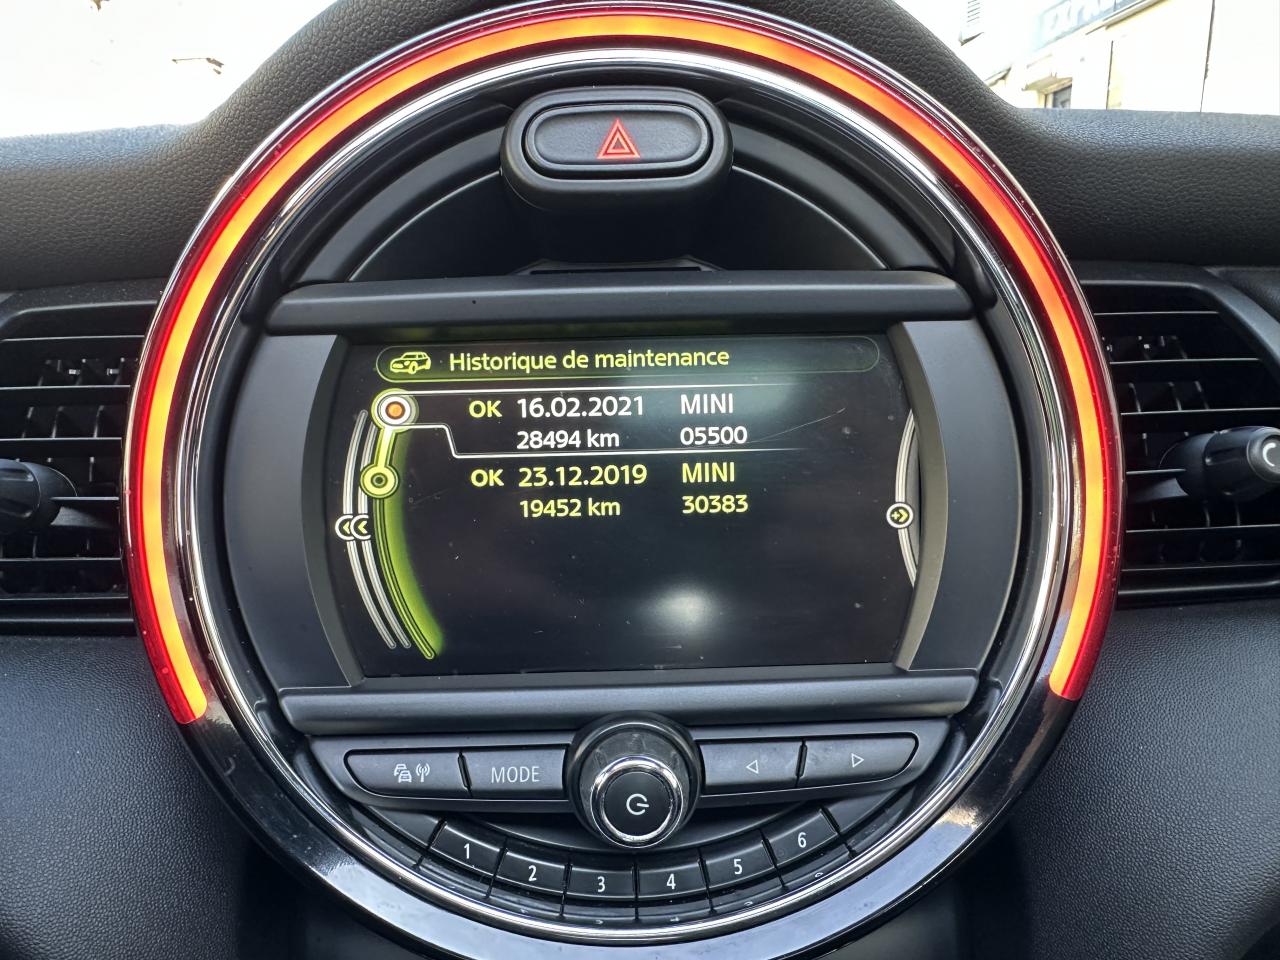 Historique de maintenance
OK 16.02.2021 MINI
28494 km 05500
OK 23.12.2019 MINI
19452 km 30383
MODE
1 2 3 4 5 6